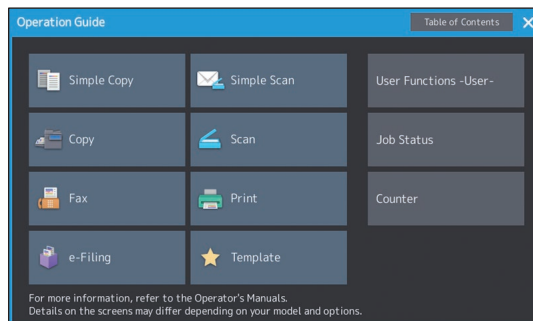 Operation Guide
Table of Contents
Simple Copy
Simple Scan
User Functions -User-
Copy
Scan
Job Status
Fax
Print
Counter
e-Filing
Template
For more information, refer to the Operator's Manuals.
Details on the screens may differ depending on your model and options.